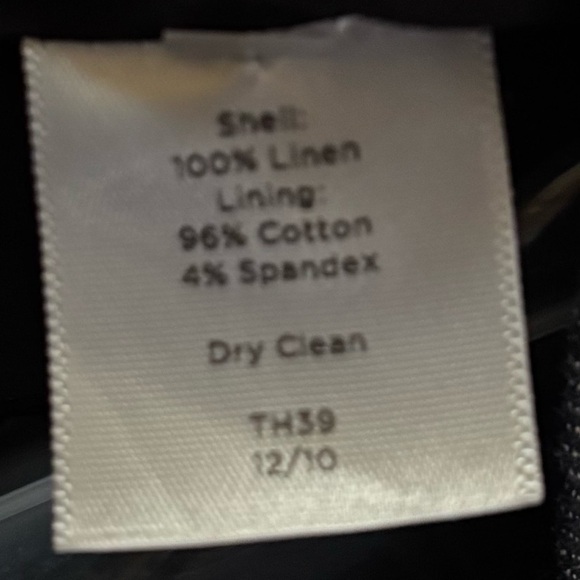 Shell:
100% Linen
Lining:
96% Cotton
4% Spandex
Dry Clean
TH39
12/10